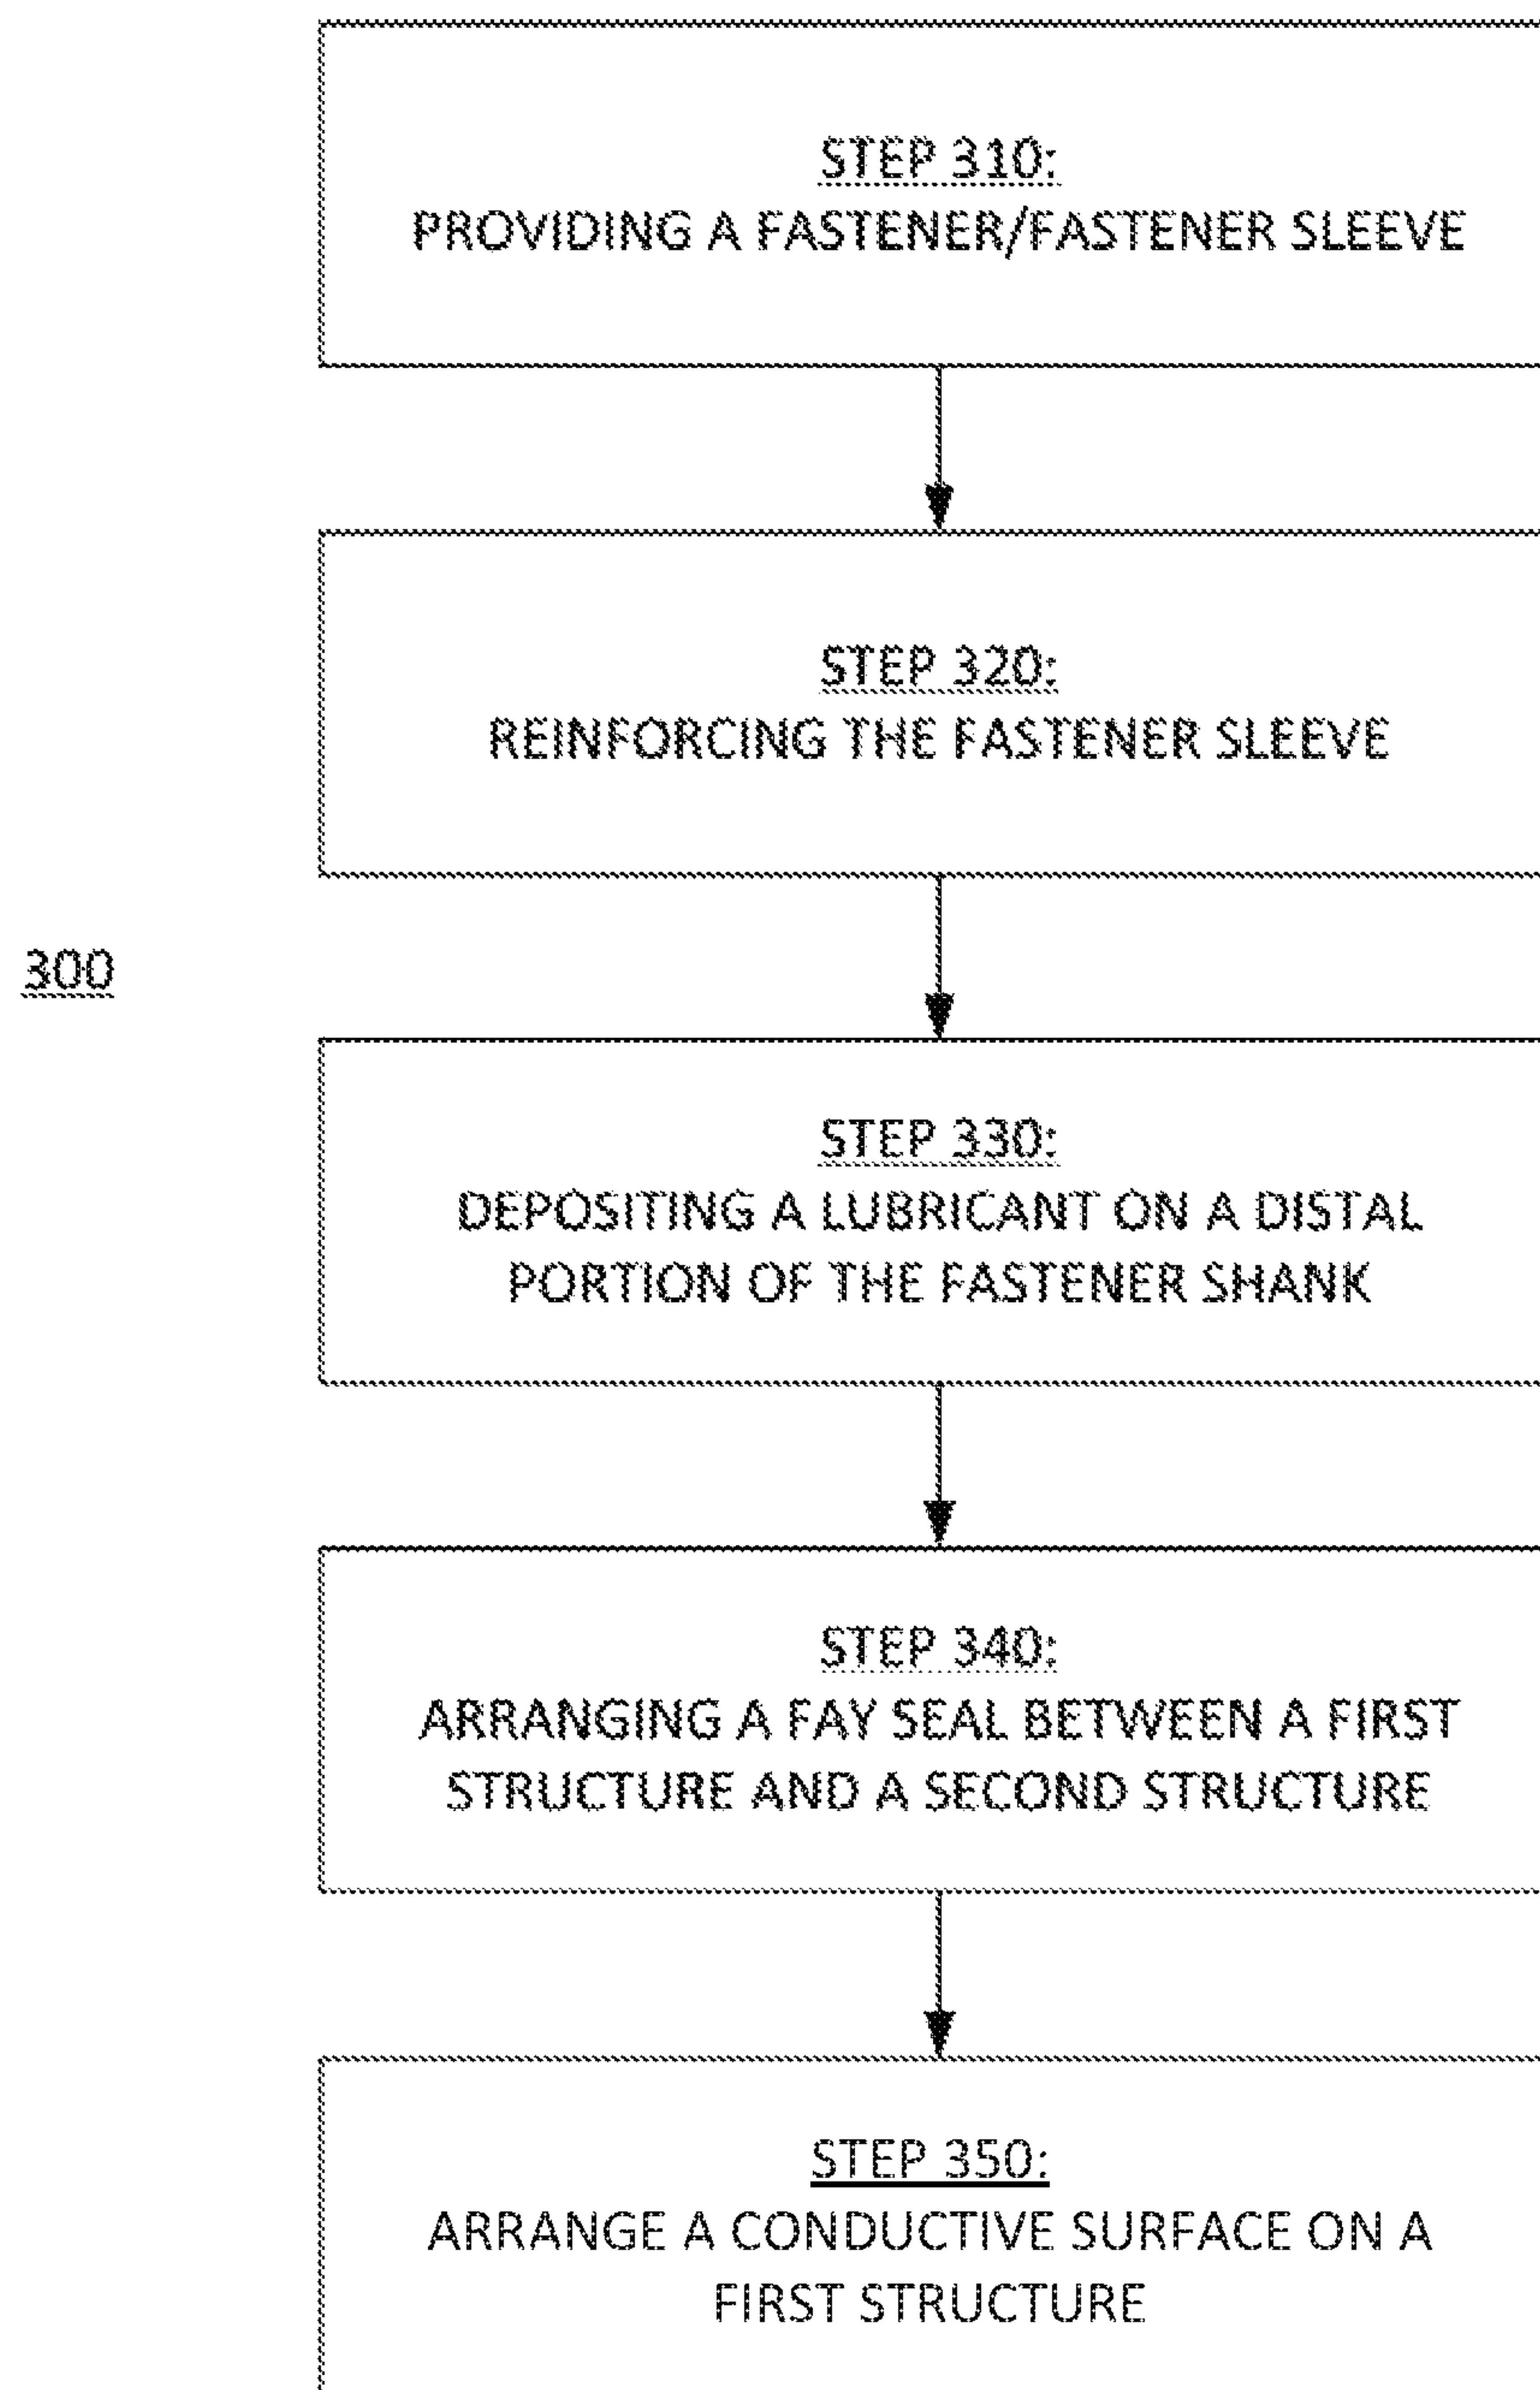 STEP 310:
PROVIDING A FASTENER/FASTENER SLEEVE
STEP 320:
REINFORCING THE FASTENER SLEEVE
300
STEP 330:
DEPOSITING A LUBRICANT ON A DISTAL
PORTION OF THE FASTENER SHANK
STEP 340:
ARRANGING A FAY SEAL BETWEEN A FIRST
STRUCTURE AND A SECOND STRUCTURE
STEP 350:
ARRANGE A CONDUCTIVE SURFACE ON A
FIRST STRUCTURE